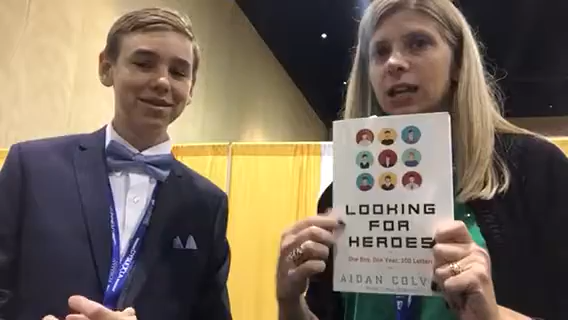 LOOKING
FOR
HEROES
One Boy, One Year, 100 Letters
AIDAN COLV